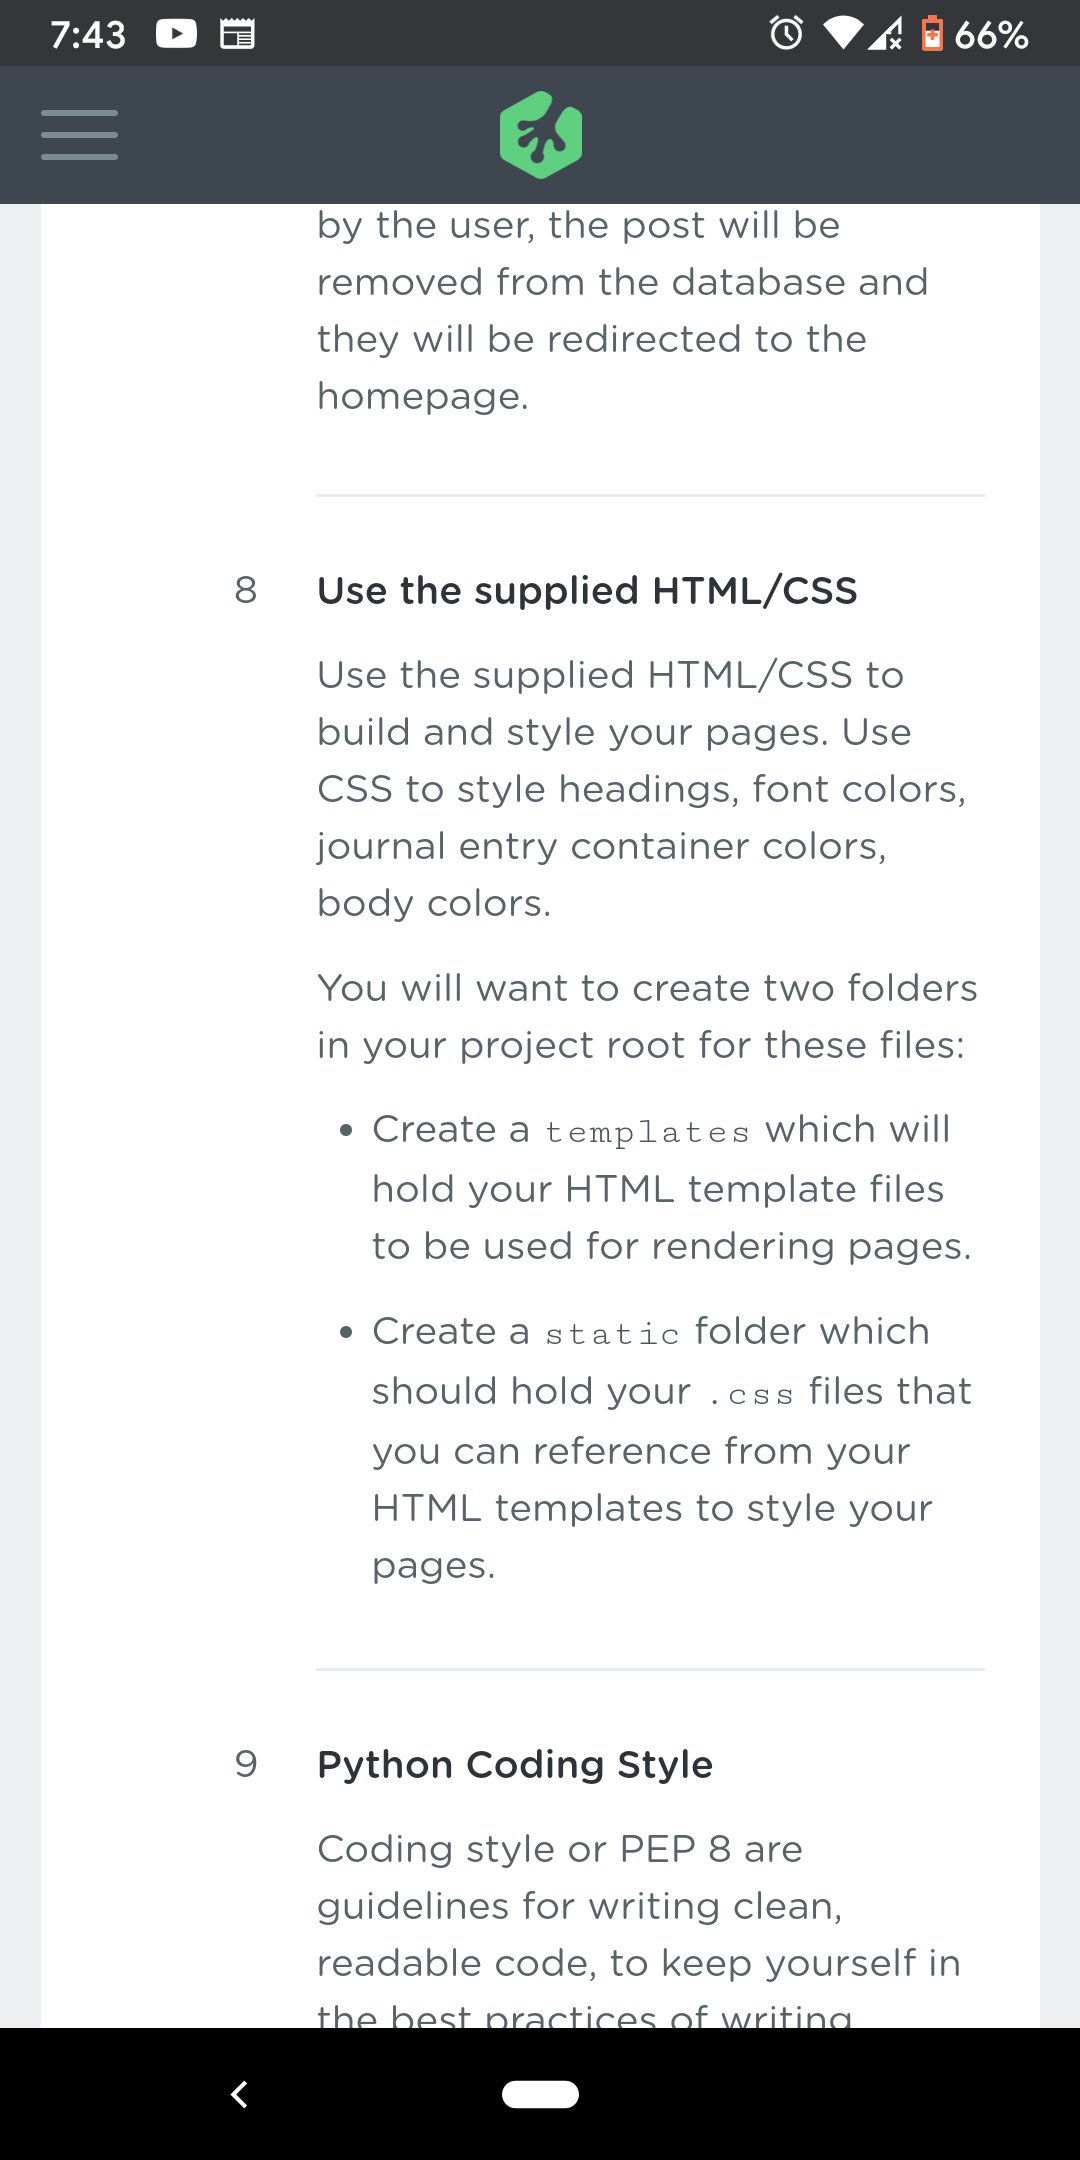 7:43 66%
by the user, the post will be
removed from the database and
they will be redirected to the
homepage.
8 Use the supplied HTML/CSS
Use the supplied HTML/CSS to
build and style your pages. Use
CSS to style headings, font colors,
journal entry container colors,
body colors.
You will want to create two folders
in your project root for these files:
• Create a templates which will
hold your HTML template files
to be used for rendering pages.
• Create a static folder which
should hold your .css files that
you can reference from your
HTML templates to style your
pages.
9 Python Coding Style
Coding style or PEP 8 are
guidelines for writing clean,
readable code, to keep yourself in
the best practices of writing